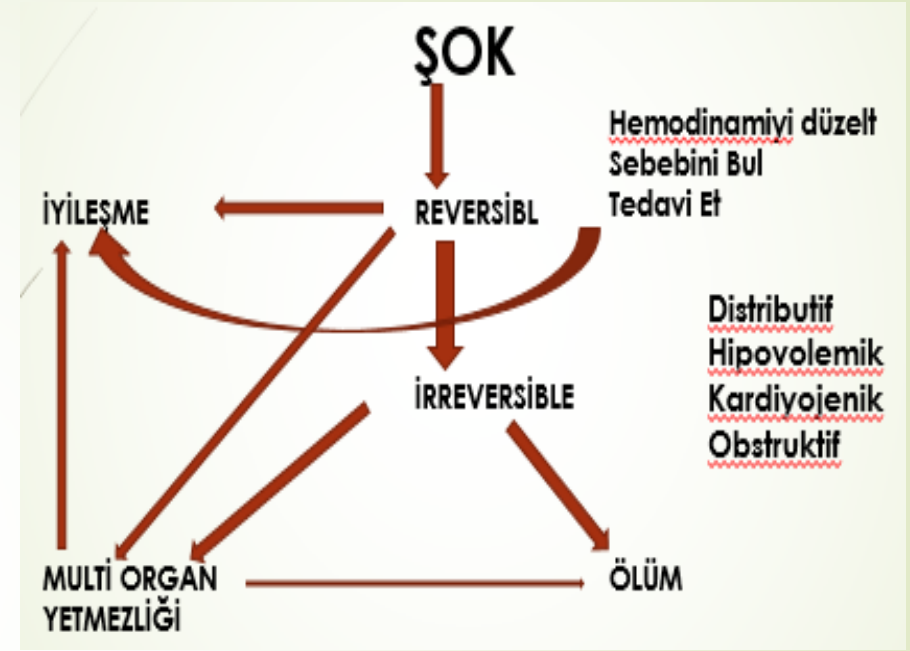 ŞOK
Hemodinamiyi düzelt
Sebebini Bul
Tedavi Et
İYİLEŞME
REVERSİBL
Distributif
Hipovolemik
Kardiyojenik
Obstruktif
İRREVERSİBLE
MULTİ ORGAN
YETMEZLİĞİ
ÖLÜM